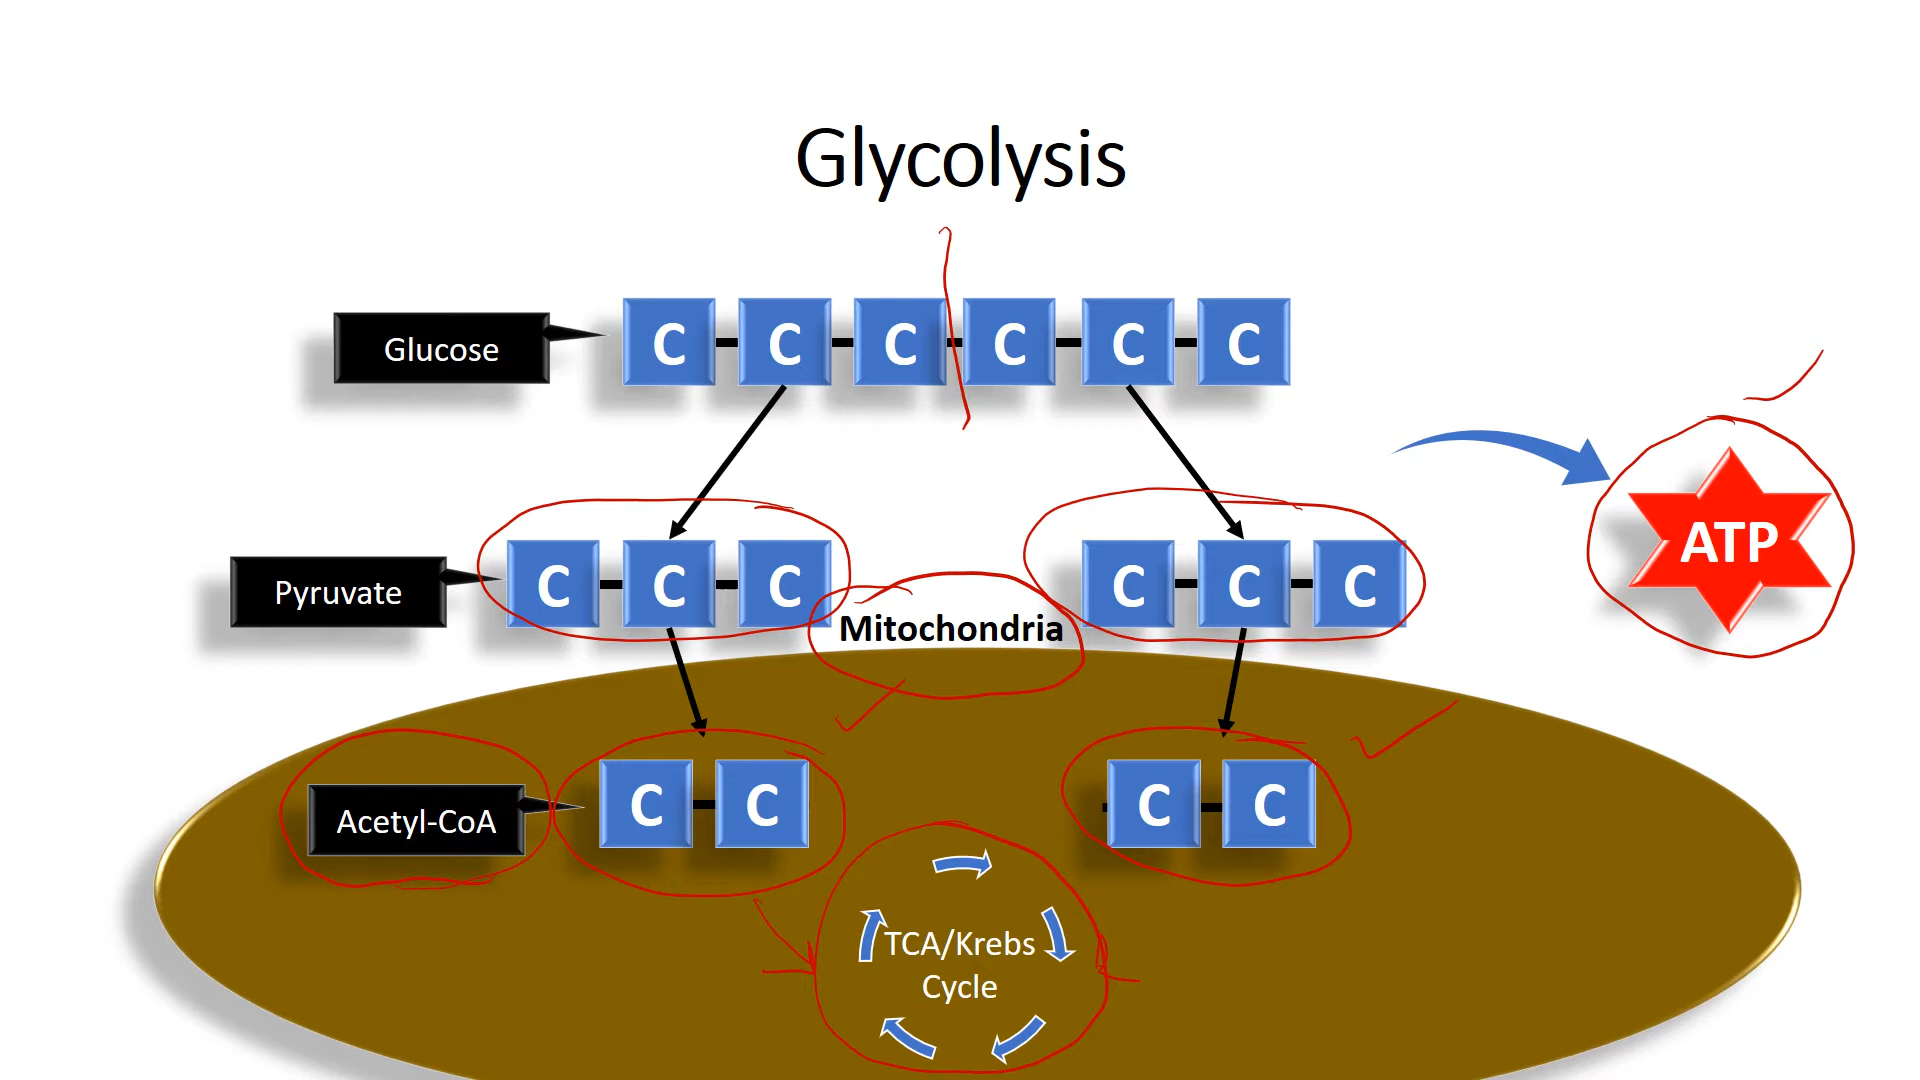 Glycolysis
Glucose
C C C C C C
ATP
Pyruvate
C C C C C C
Mitochondria
Acetyl-CoA
C C C C
TCA/Krebs
Cycle